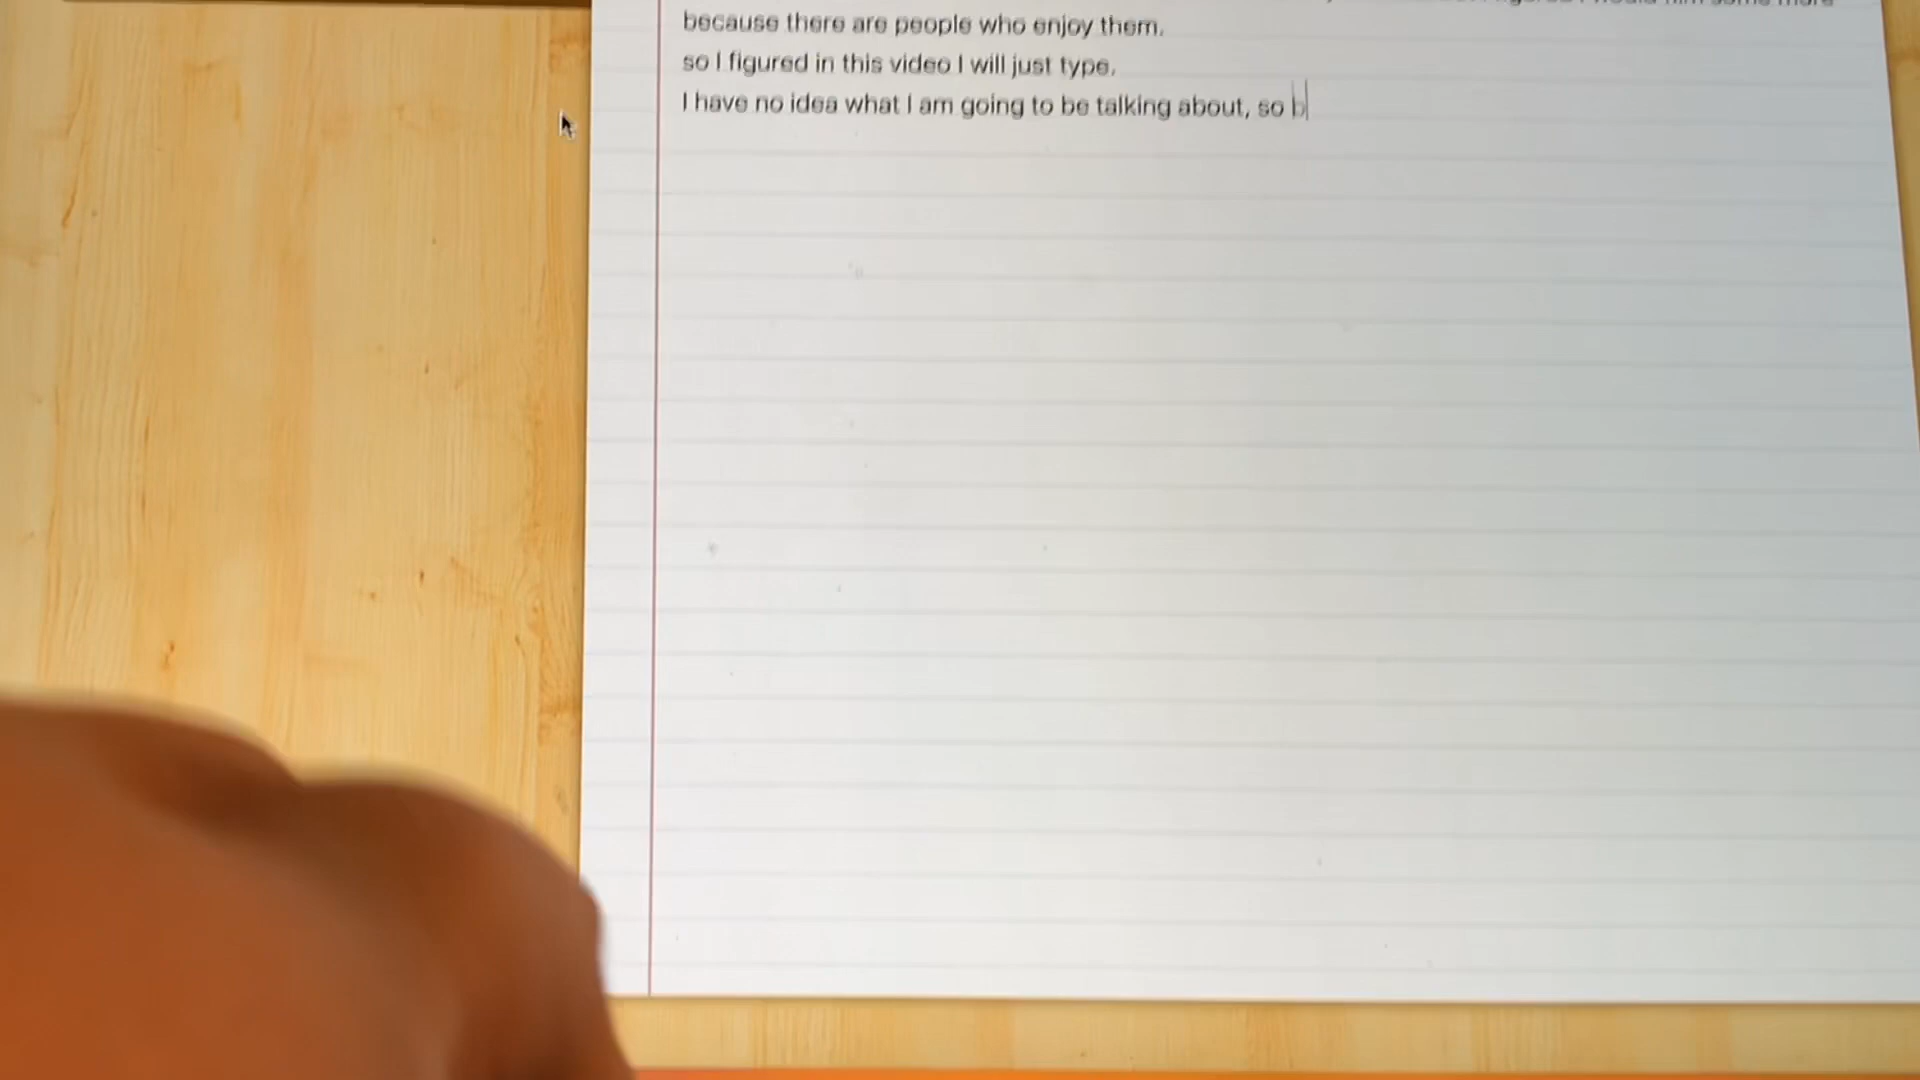 because there are people who enjoy them.
so I figured in this video I will just type.
I have no idea what I am going to be talking about, so b